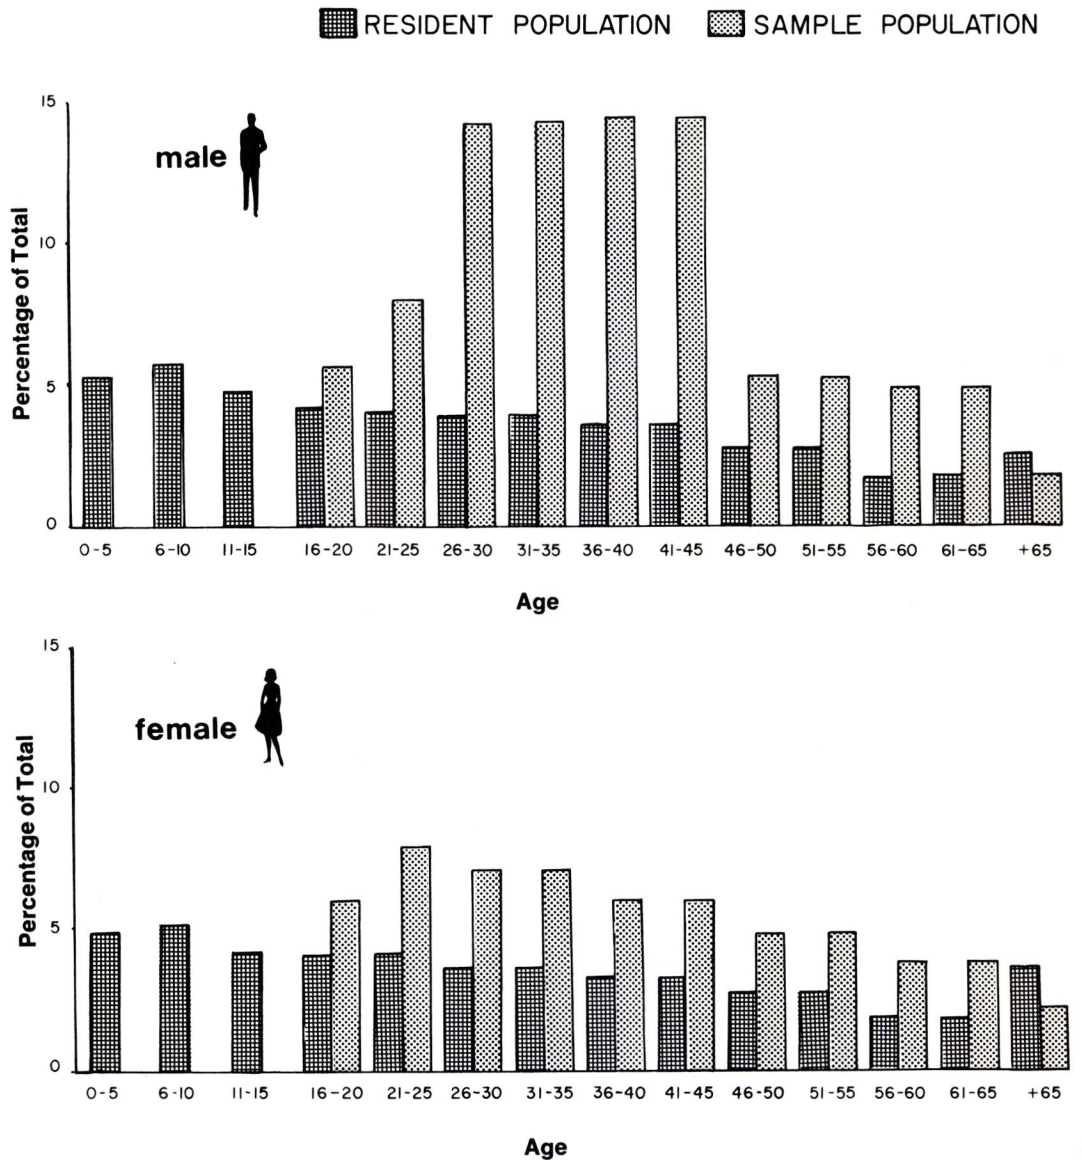 RESIDENT POPULATION SAMPLE POPULATION
male
Percentage of Total
15
10
5
0
0-5 6-10 11-15 16-20 21-25 26-30 31-35 36-40 41-45 46-50 51-55 56-60 61-65 +65
Age
female
Percentage of Total
15
10
5
0
0-5 6-10 11-15 16-20 21-25 26-30 31-35 36-40 41-45 46-50 51-55 56-60 61-65 +65
Age